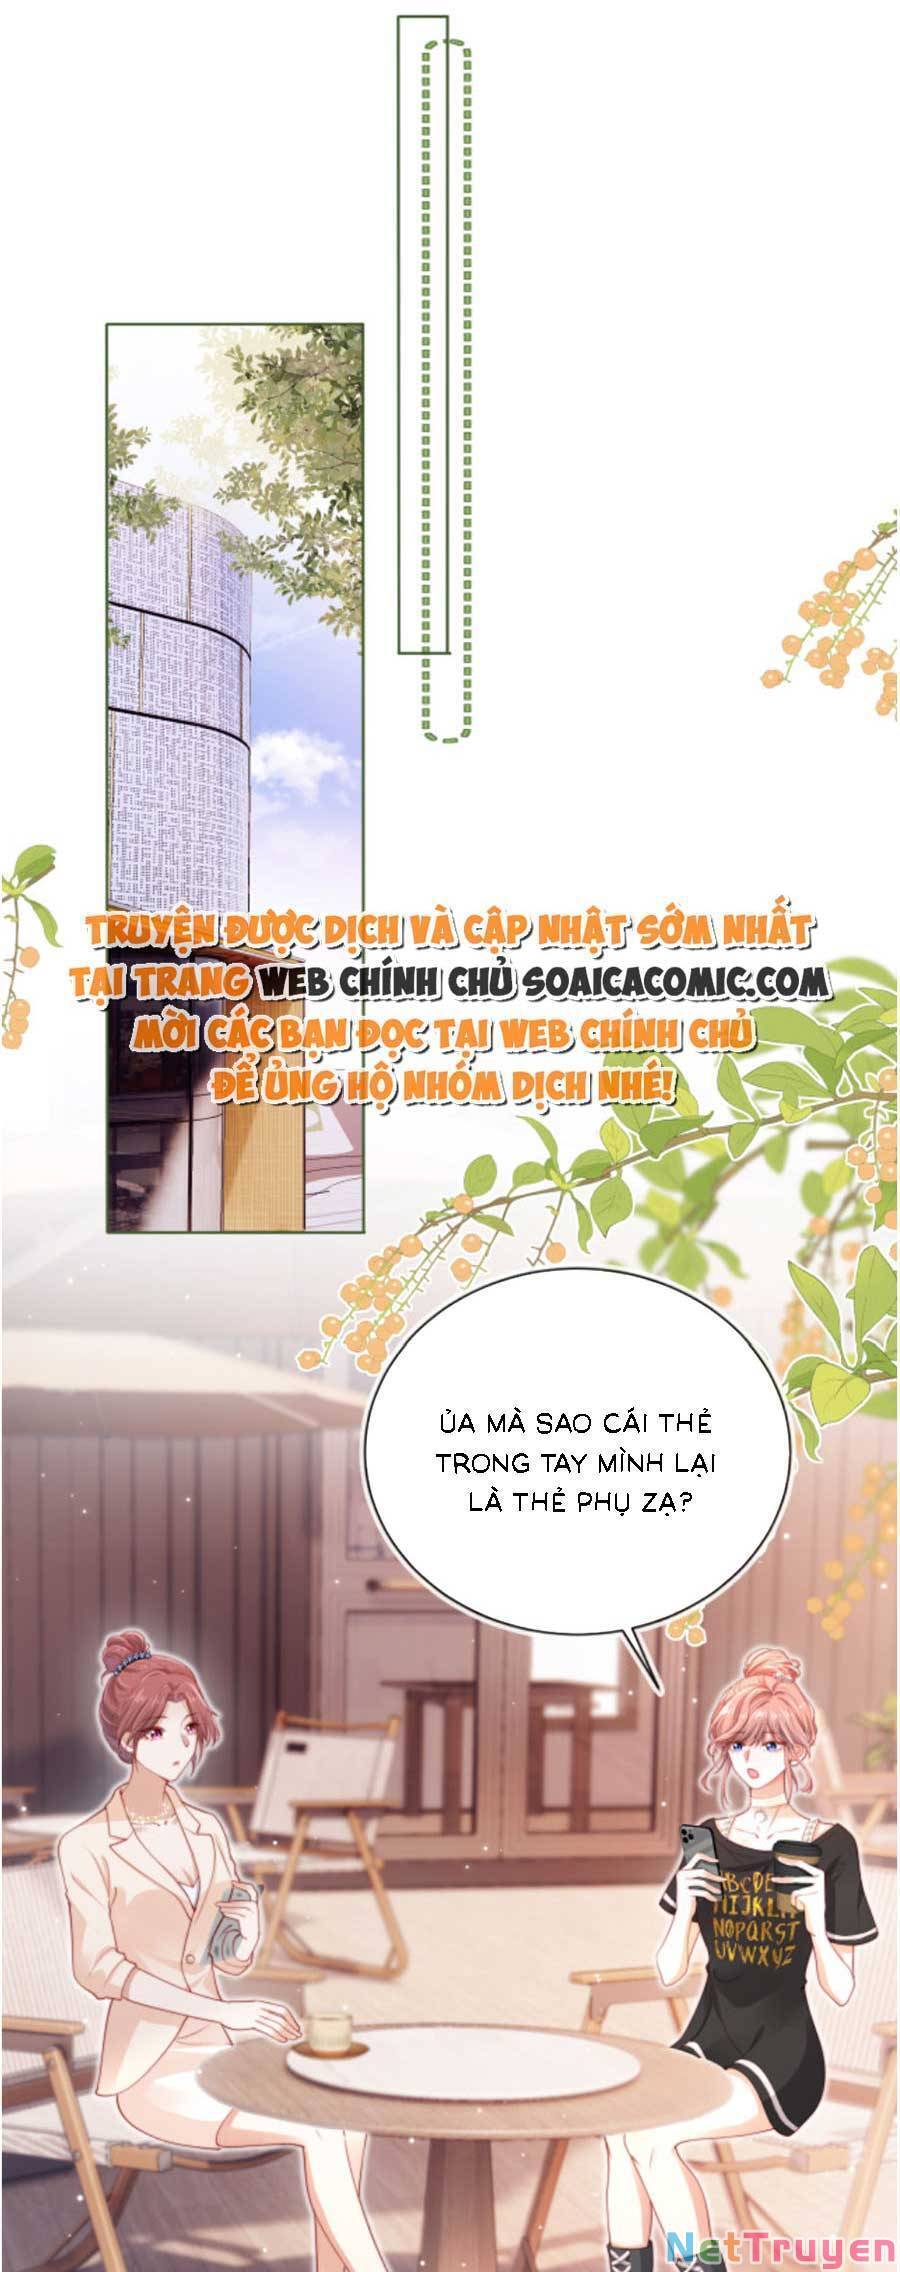 TRUYỆN ĐƯỢC DỊCH VÀ CẬP NHẬT SỚM NHẤT
TẠI TRANG WEB CHÍNH CHỦ SOAICACOMIC.COM
MỜI CÁC BẠN ĐỌC TẠI WEB CHÍNH CHỦ
ĐỂ ỦNG HỘ NHÓM DỊCH NHÉ!
ỦA MÀ SAO CÁI THẺ
TRONG TAY MÌNH LẠI
LÀ THẺ PHỤ ZẠ?
ABCDE
HIJKLM
NOPQRST
UVWXYZ
NetTruyen